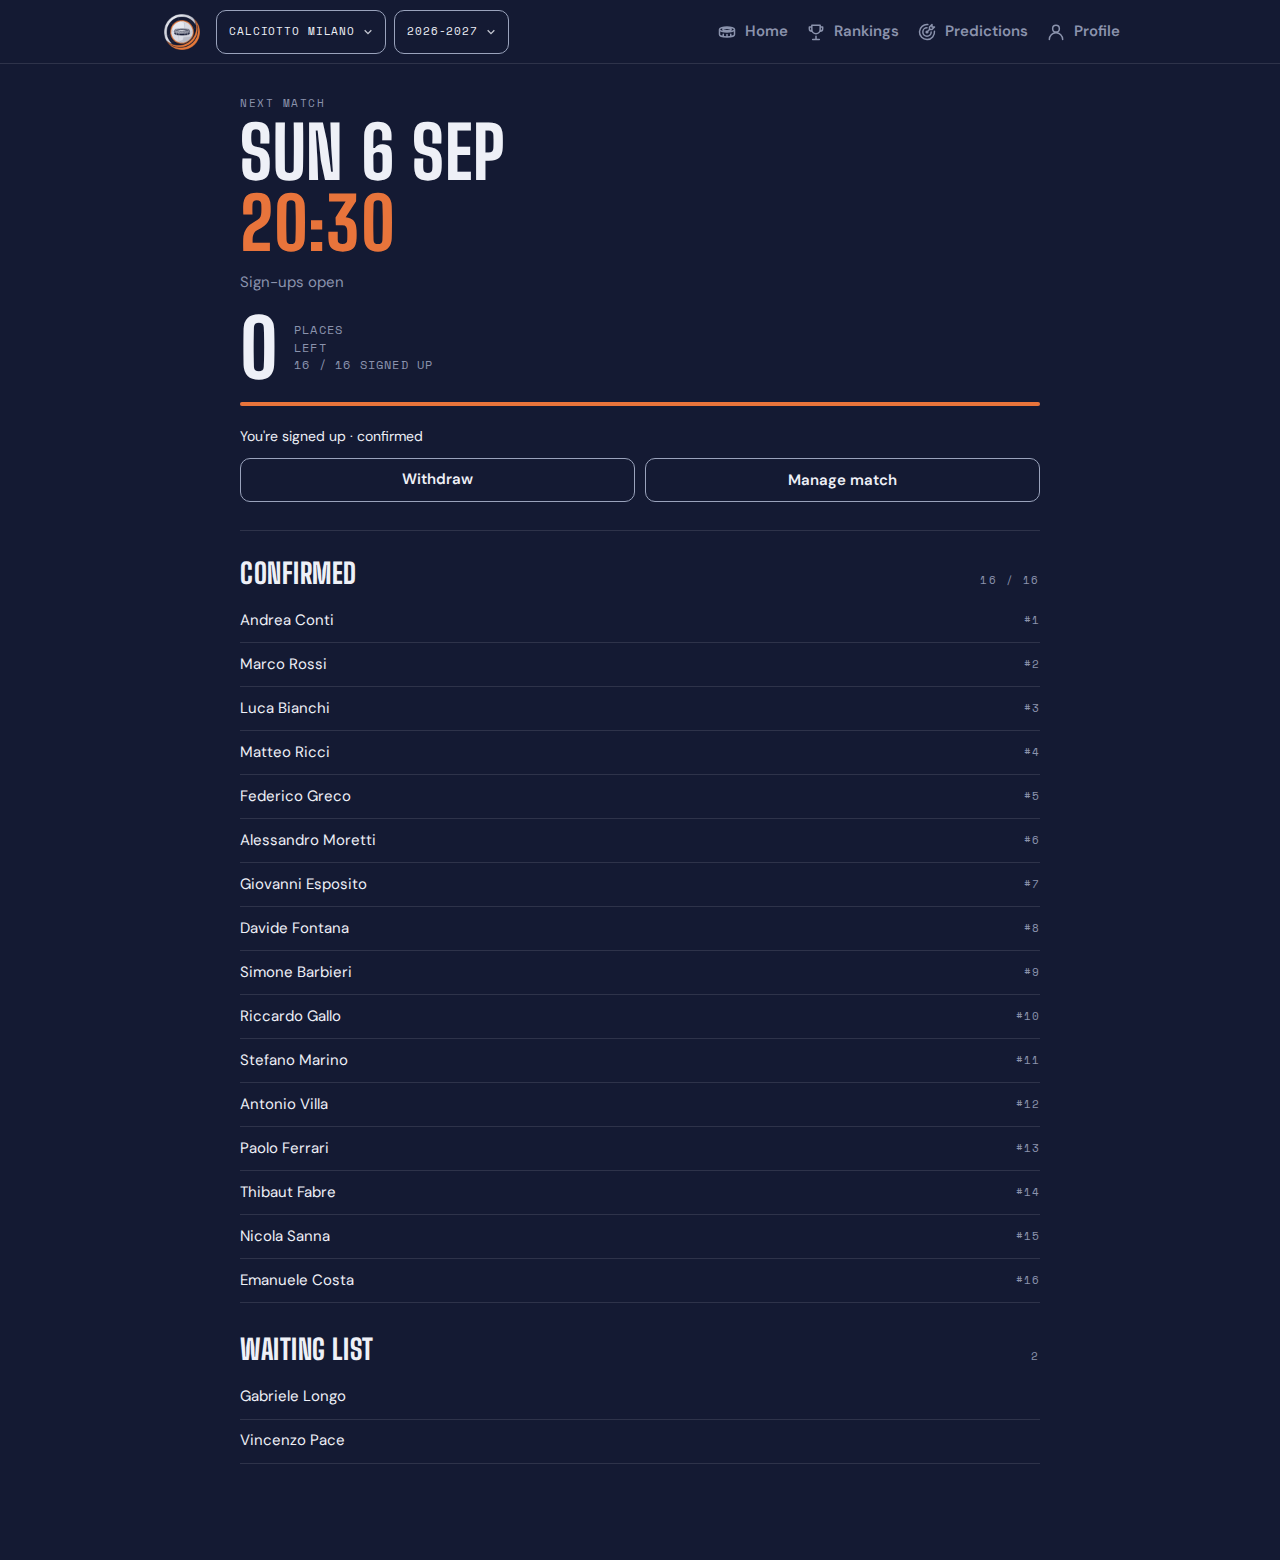 CALCIOTTO MILANO
2026-2027
Home
Rankings
Predictions
Profile
NEXT MATCH
SUN 6 SEP
20:30
Sign-ups open
0
PLACES
LEFT
16 / 16 SIGNED UP
You're signed up · confirmed
Withdraw
Manage match
CONFIRMED
16 / 16
Andrea Conti #1
Marco Rossi #2
Luca Bianchi #3
Matteo Ricci #4
Federico Greco #5
Alessandro Moretti #6
Giovanni Esposito #7
Davide Fontana #8
Simone Barbieri #9
Riccardo Gallo #10
Stefano Marino #11
Antonio Villa #12
Paolo Ferrari #13
Thibaut Fabre #14
Nicola Sanna #15
Emanuele Costa #16
WAITING LIST
2
Gabriele Longo
Vincenzo Pace